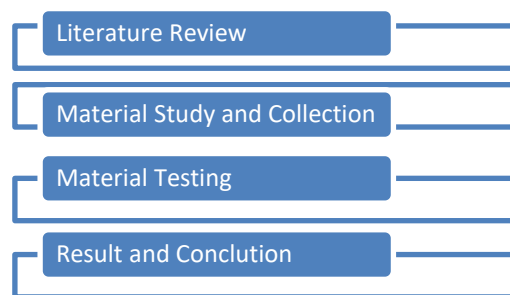 Literature Review
Material Study and Collection
Material Testing
Result and Conclution